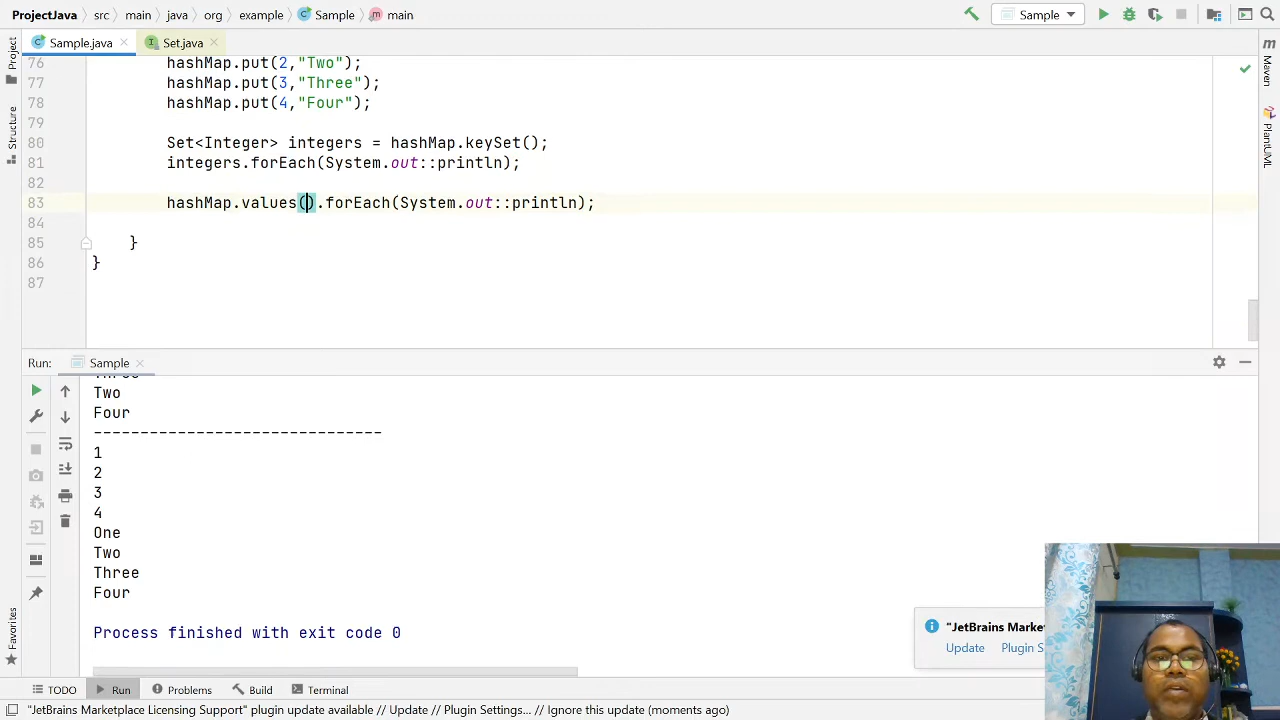 ProjectJava › src › main › java › org › example › Sample › main
Sample
Sample.java
Set.java
Project
Structure
Favorites
Maven
PlantUML
76 hashMap.put(2,"Two");
77 hashMap.put(3,"Three");
78 hashMap.put(4,"Four");
79
80 Set<Integer> integers = hashMap.keySet();
81 integers.forEach(System.out::println);
82
83 hashMap.values().forEach(System.out::println);
84
85 }
86 }
87
Run: Sample
Three
Two
Four
-------------------------------
1
2
3
4
One
Two
Three
Four
Process finished with exit code 0
"JetBrains Marke
Update Plugin S
TODO Run Problems Build Terminal
"JetBrains Marketplace Licensing Support" plugin update available // Update // Plugin Settings... // Ignore this update (moments ago)